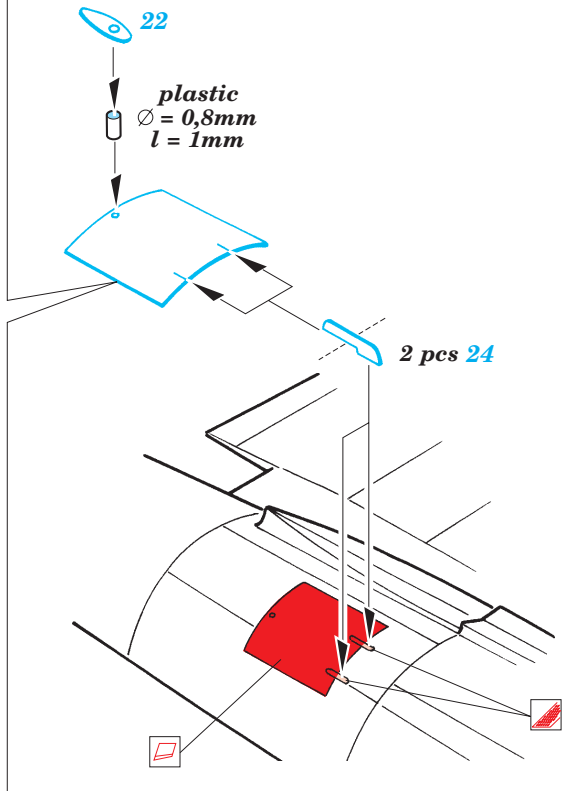 22
plastic
∅ = 0,8mm
l = 1mm
2 pcs 24